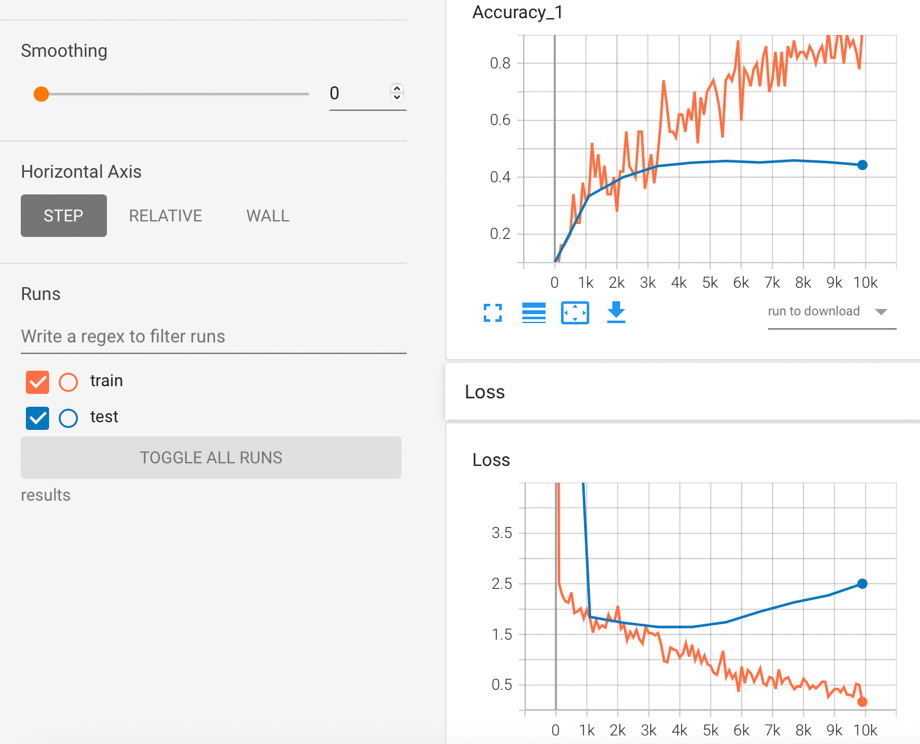 Smoothing
0
Horizontal Axis
STEP RELATIVE WALL
Runs
Write a regex to filter runs
train
test
TOGGLE ALL RUNS
results
Accuracy_1
0.8
0.6
0.4
0.2
0 1k 2k 3k 4k 5k 6k 7k 8k 9k 10k
run to download
Loss
Loss
3.5
2.5
1.5
0.5
0 1k 2k 3k 4k 5k 6k 7k 8k 9k 10k